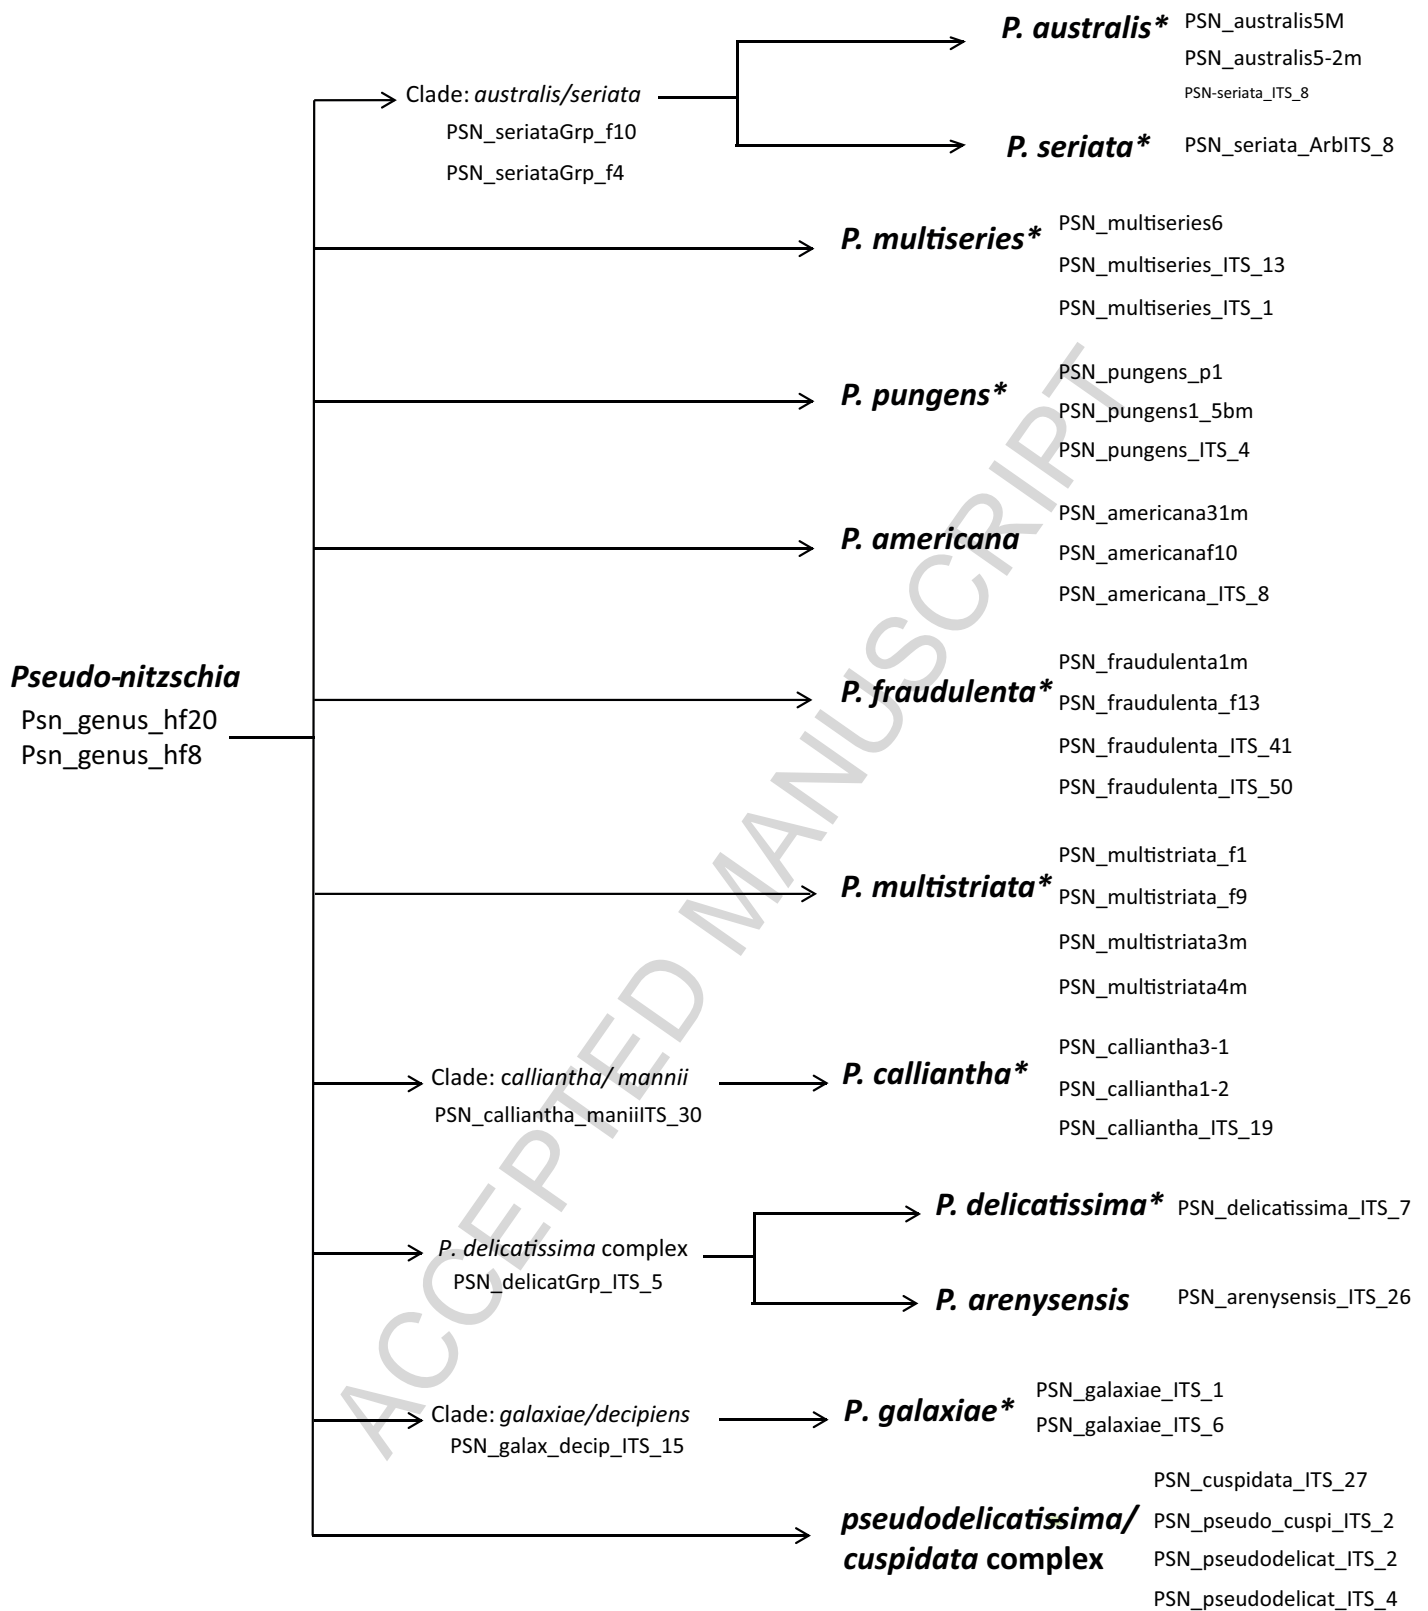 P. australis*
PSN_australis5M
PSN_australis5-2m
PSN-seriata_ITS_8
Clade: australis/seriata
PSN_seriataGrp_f10
PSN_seriataGrp_f4
P. seriata*
PSN_seriata_ArbITS_8
P. multiseries*
PSN_multiseries6
PSN_multiseries_ITS_13
PSN_multiseries_ITS_1
P. pungens*
PSN_pungens_p1
PSN_pungens1_5bm
PSN_pungens_ITS_4
P. americana
PSN_americana31m
PSN_americanaf10
PSN_americana_ITS_8
Pseudo-nitzschia
Psn_genus_hf20
Psn_genus_hf8
P. fraudulenta*
PSN_fraudulenta1m
PSN_fraudulenta_f13
PSN_fraudulenta_ITS_41
PSN_fraudulenta_ITS_50
P. multistriata*
PSN_multistriata_f1
PSN_multistriata_f9
PSN_multistriata3m
PSN_multistriata4m
Clade: calliantha/ mannii
PSN_calliantha_maniiITS_30
P. calliantha*
PSN_calliantha3-1
PSN_calliantha1-2
PSN_calliantha_ITS_19
P. delicatissima complex
PSN_delicatGrp_ITS_5
P. delicatissima*
PSN_delicatissima_ITS_7
P. arenysensis
PSN_arenysensis_ITS_26
Clade: galaxiae/decipiens
PSN_galax_decip_ITS_15
P. galaxiae*
PSN_galaxiae_ITS_1
PSN_galaxiae_ITS_6
pseudodelicatissima/
cuspidata complex
PSN_cuspidata_ITS_27
PSN_pseudo_cuspi_ITS_2
PSN_pseudodelicat_ITS_2
PSN_pseudodelicat_ITS_4
ACCEPTED MANUSCRIPT